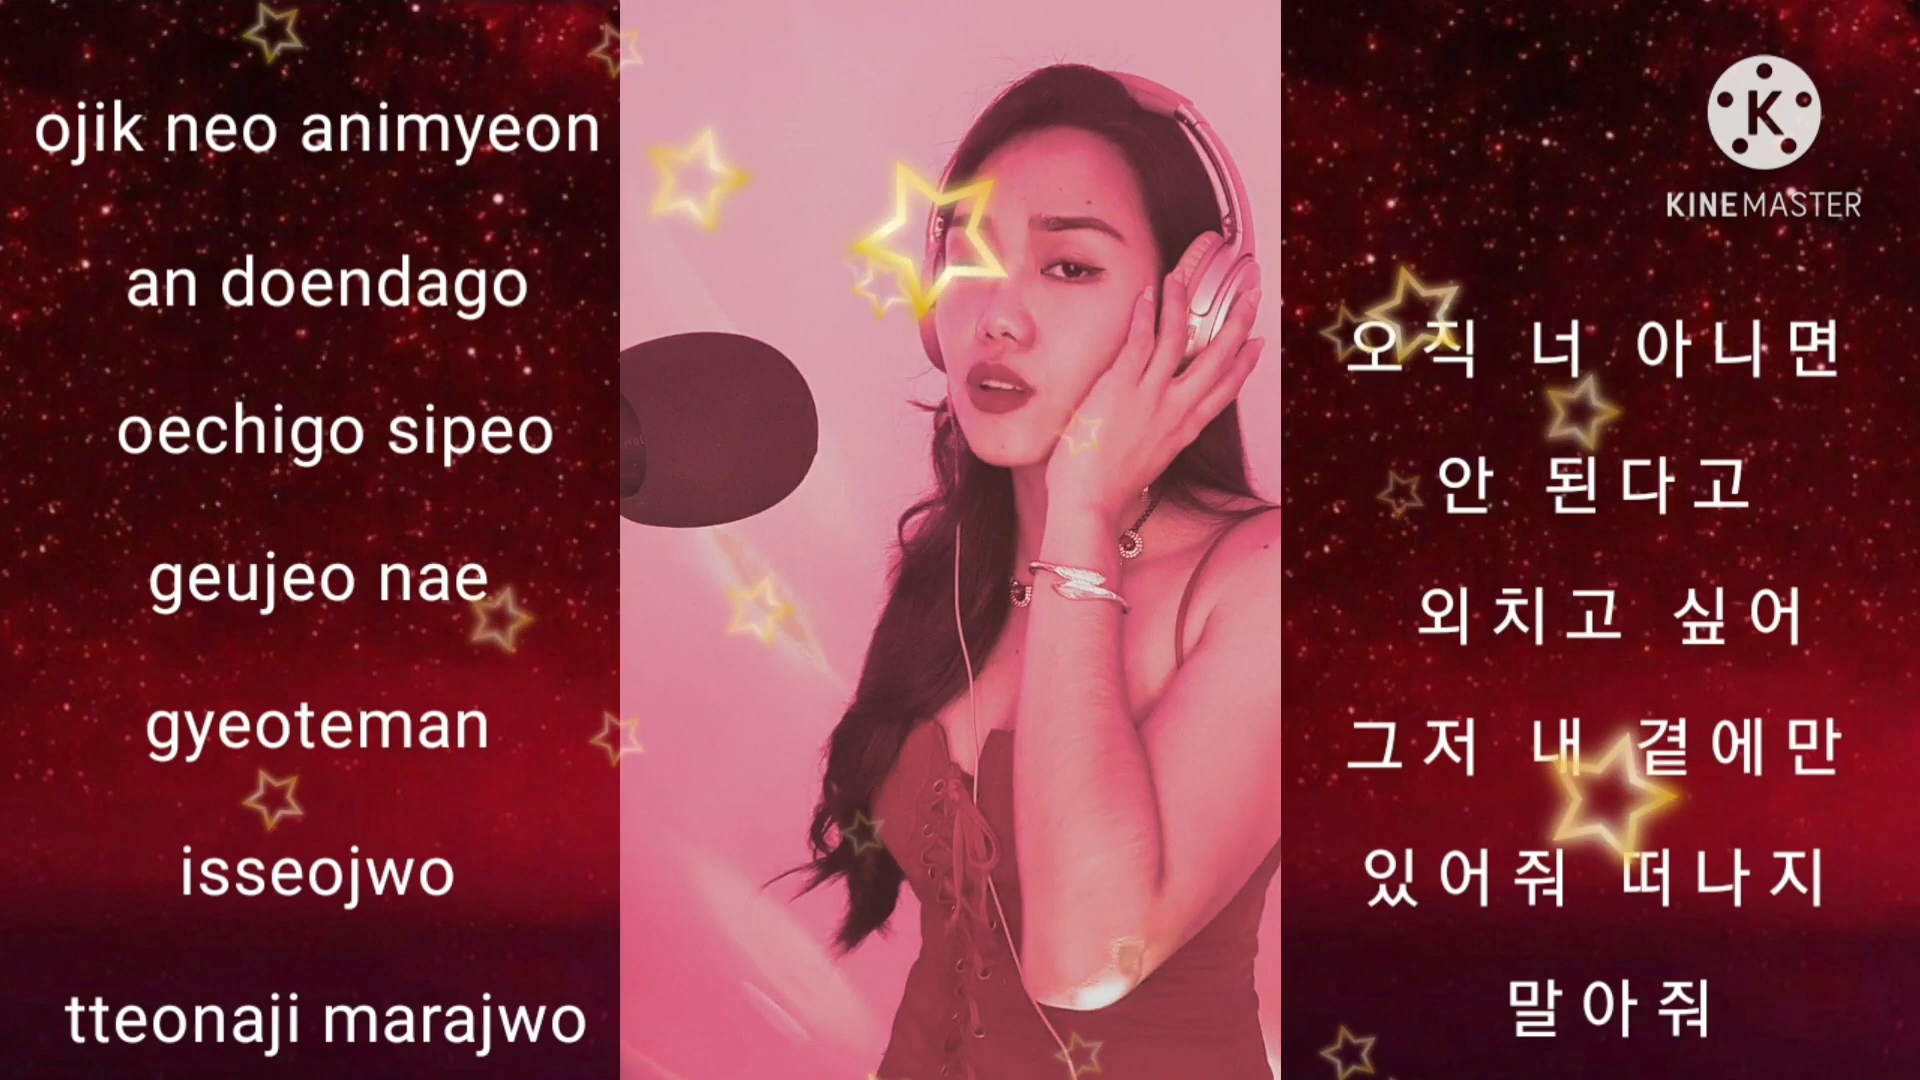 ojik neo animyeon
an doendago
oechigo sipeo
geujeo nae
gyeoteman
isseojwo
tteonaji marajwo
K
KINEMASTER
오직 너 아니면
안 된다고
외치고 싶어
그저 내 곁에만
있어줘 떠나지
말아줘